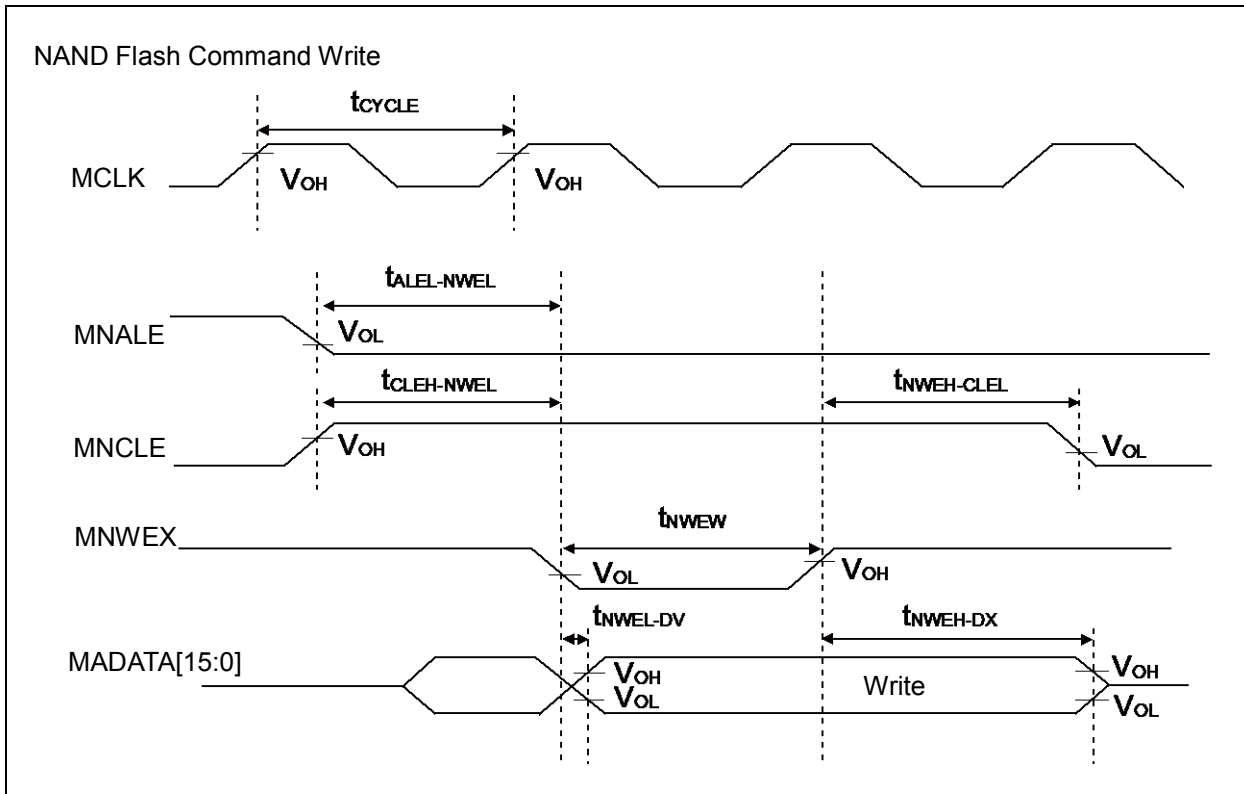 NAND Flash Command Write
tCYCLE
MCLK
VOH
VOH
tALEL-NWEL
MNALE
VOL
tCLEH-NWEL
tNWEH-CLEL
MNCLE
VOH
VOL
tNWEW
MNWEX
VOL
VOH
tNWEL-DV
tNWEH-DX
MADATA[15:0]
VOH
VOL
Write
VOH
VOL